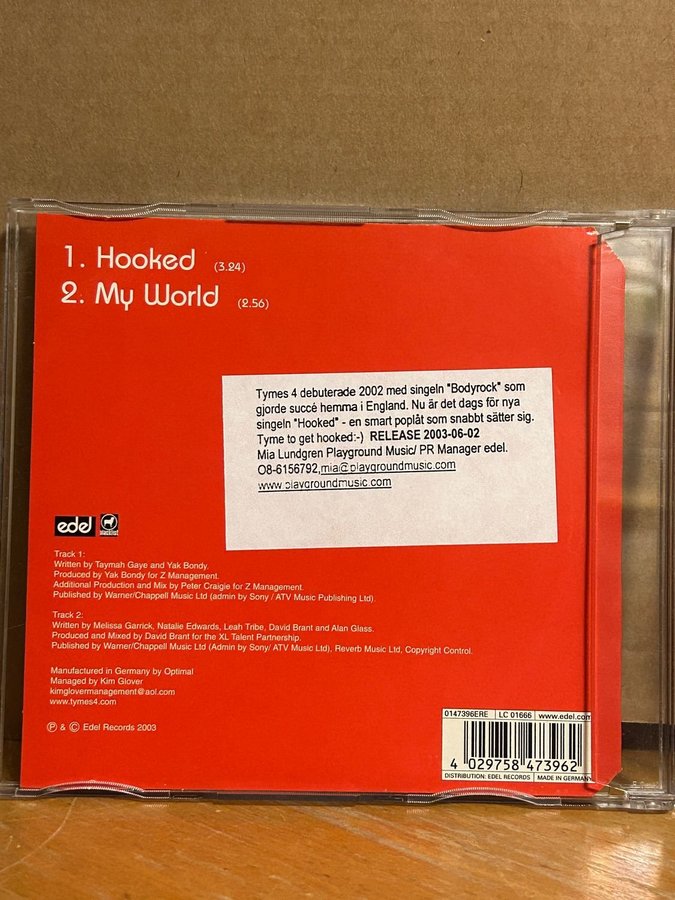 1. Hooked (3.24)
2. My World (2.56)
Tymes 4 debuterade 2002 med singeln "Bodyrock" som
gjorde succé hemma i England. Nu är det dags för nya
singeln "Hooked" - en smart poplåt som snabbt sätter sig.
Tyme to get hooked:-) RELEASE 2003-06-02
Mia Lundgren Playground Music/ PR Manager edel.
O8-6156792,mia@playgroundmusic.com
www.playgroundmusic.com
edel
Track 1:
Written by Taymah Gaye and Yak Bondy.
Produced by Yak Bondy for Z Management.
Additional Production and Mix by Peter Craigie for Z Management.
Published by Warner/Chappell Music Ltd (admin by Sony / ATV Music Publishing Ltd).
Track 2:
Written by Melissa Garrick, Natalie Edwards, Leah Tribe, David Brant and Alan Glass.
Produced and Mixed by David Brant for the XL Talent Partnership.
Published by Warner/Chappell Music Ltd (Admin by Sony/ ATV Music Ltd), Reverb Music Ltd, Copyright Control.
Manufactured in Germany by Optimal
Managed by Kim Glover
kimglovermanagement@aol.com
www.tymes4.com
℗ & © Edel Records 2003
0147396ERE LC 01666 www.edel.com
4 029758 473962
DISTRIBUTION: EDEL RECORDS MADE IN GERMANY